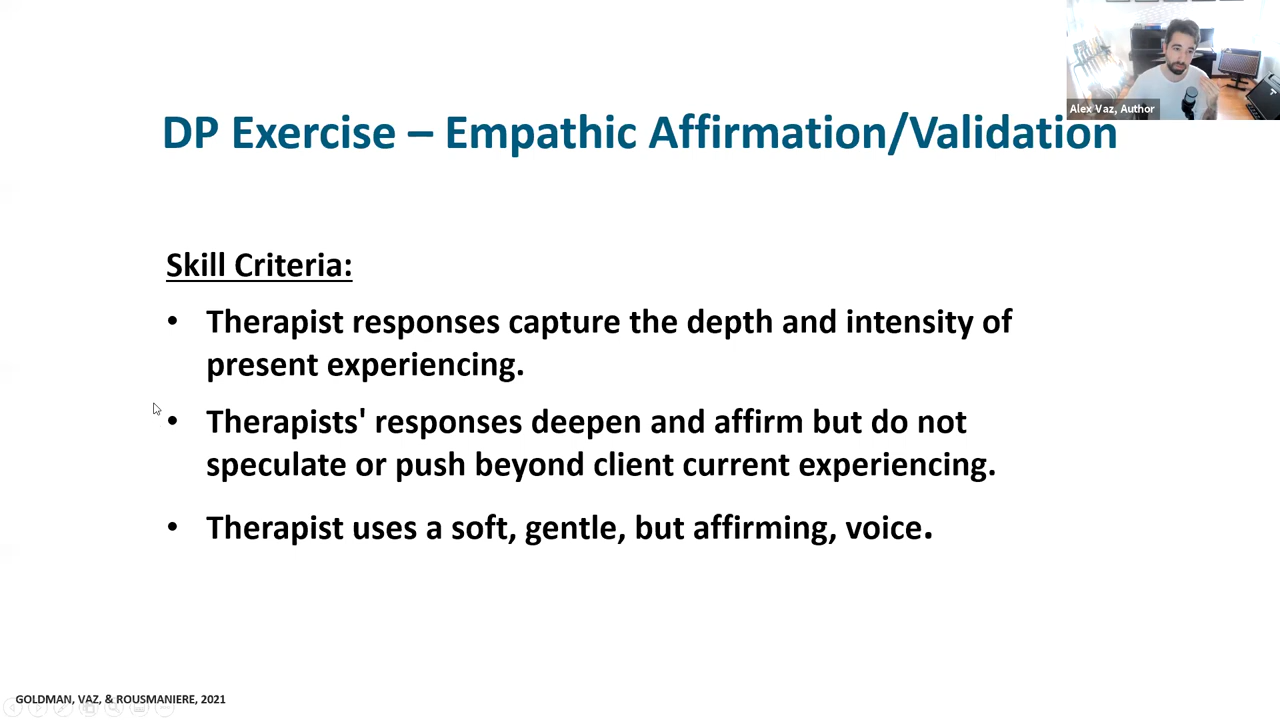 Alex Vaz, Author
DP Exercise – Empathic Affirmation/Validation
Skill Criteria:
• Therapist responses capture the depth and intensity of
present experiencing.
• Therapists' responses deepen and affirm but do not
speculate or push beyond client current experiencing.
• Therapist uses a soft, gentle, but affirming, voice.
GOLDMAN, VAZ, & ROUSMANIERE, 2021